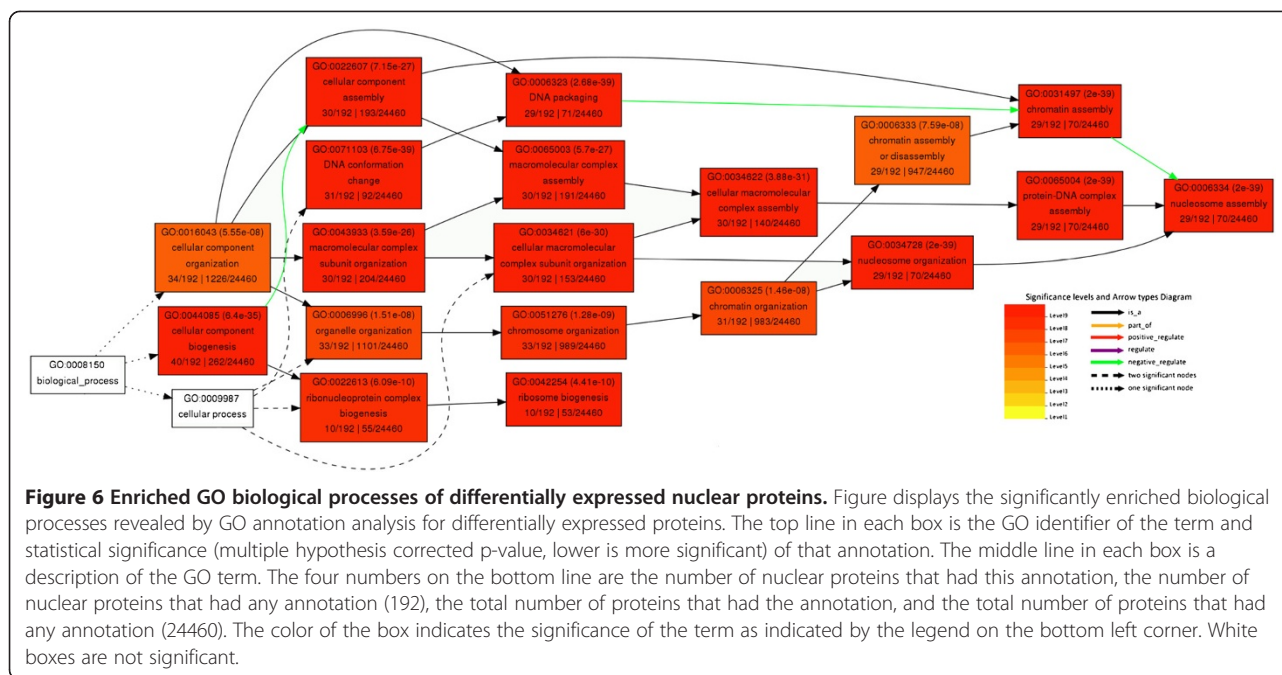 GO:0022607 (7.15e-27)
cellular component
assembly
30/192 | 193/24460
GO:0006323 (2.68e-39)
DNA packaging
29/192 | 71/24460
GO:0031497 (2e-39)
chromatin assembly
29/192 | 70/24460
GO:0006333 (7.59e-08)
chromatin assembly
or disassembly
29/192 | 947/24460
GO:0071103 (6.75e-39)
DNA conformation
change
31/192 | 92/24460
GO:0065003 (5.7e-27)
macromolecular complex
assembly
30/192 | 191/24460
GO:0034622 (3.88e-31)
cellular macromolecular
complex assembly
30/192 | 140/24460
GO:0065004 (2e-39)
protein-DNA complex
assembly
29/192 | 70/24460
GO:0006334 (2e-39)
nucleosome assembly
29/192 | 70/24460
GO:0016043 (5.55e-08)
cellular component
organization
34/192 | 1226/24460
GO:0043933 (3.59e-26)
macromolecular complex
subunit organization
30/192 | 204/24460
GO:0034621 (6e-30)
cellular macromolecular
complex subunit organization
30/192 | 153/24460
GO:0034728 (2e-39)
nucleosome organization
29/192 | 70/24460
GO:0006325 (1.46e-08)
chromatin organization
31/192 | 983/24460
GO:0044085 (6.4e-35)
cellular component
biogenesis
40/192 | 262/24460
GO:0006996 (1.51e-08)
organelle organization
33/192 | 1101/24460
GO:0051276 (1.28e-09)
chromosome organization
33/192 | 989/24460
GO:0008150
biological_process
GO:0009987
cellular process
GO:0022613 (6.09e-10)
ribonucleoprotein complex
biogenesis
10/192 | 55/24460
GO:0042254 (4.41e-10)
ribosome biogenesis
10/192 | 53/24460
Significance levels and Arrow types Diagram
Level9
Level8
Level7
Level6
Level5
Level4
Level3
Level2
Level1
is_a
part_of
positive_regulate
regulate
negative_regulate
two significant nodes
one significant node
Figure 6 Enriched GO biological processes of differentially expressed nuclear proteins. Figure displays the significantly enriched biological
processes revealed by GO annotation analysis for differentially expressed proteins. The top line in each box is the GO identifier of the term and
statistical significance (multiple hypothesis corrected p-value, lower is more significant) of that annotation. The middle line in each box is a
description of the GO term. The four numbers on the bottom line are the number of nuclear proteins that had this annotation, the number of
nuclear proteins that had any annotation (192), the total number of proteins that had the annotation, and the total number of proteins that had
any annotation (24460). The color of the box indicates the significance of the term as indicated by the legend on the bottom left corner. White
boxes are not significant.